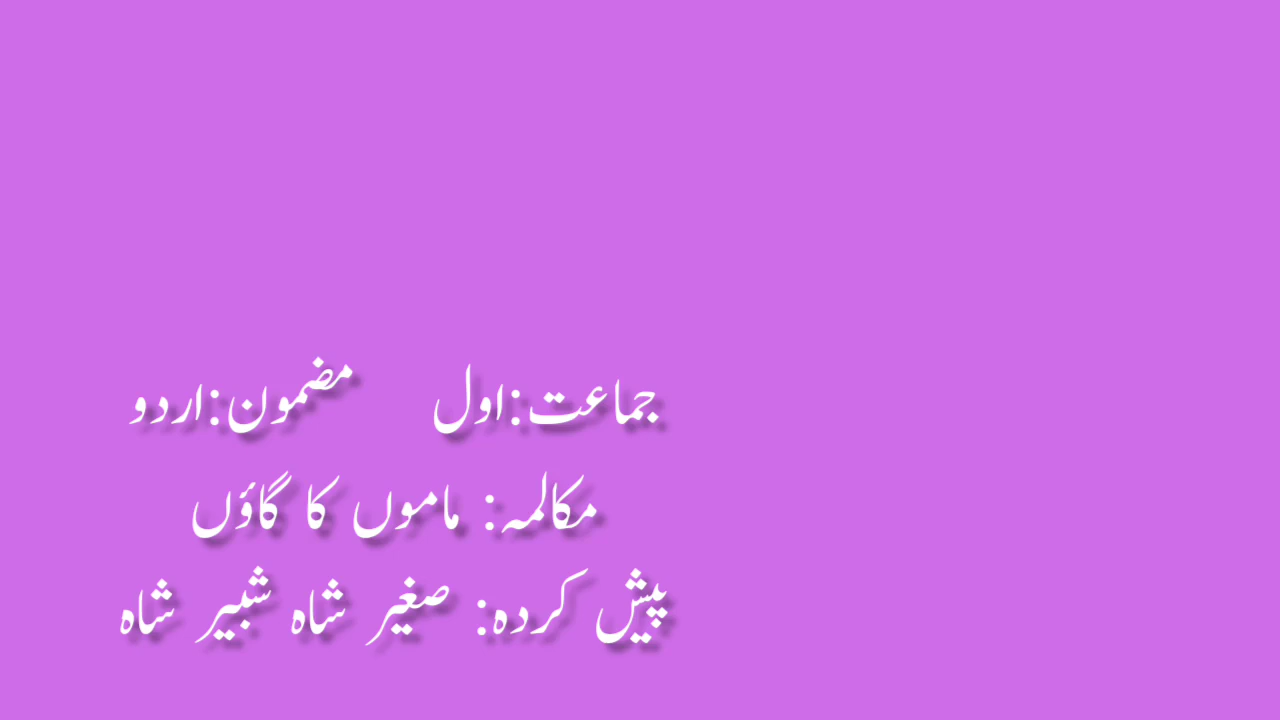 جماعت:اول مضمون:اردو
مکالمہ: ماموں کا گاؤں
پیش کردہ: صغیر شاہ شبیر شاہ